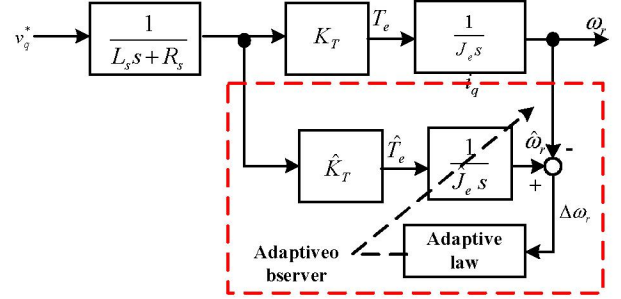 v_q^*
1
L_s s + R_s
K_T
T_e
1
J_e s
ω_r
i_q
K̂_T
T̂_e
1
Ĵ_e s
ω̂_r
-
+
Δω_r
Adaptiveo
bserver
Adaptive
law